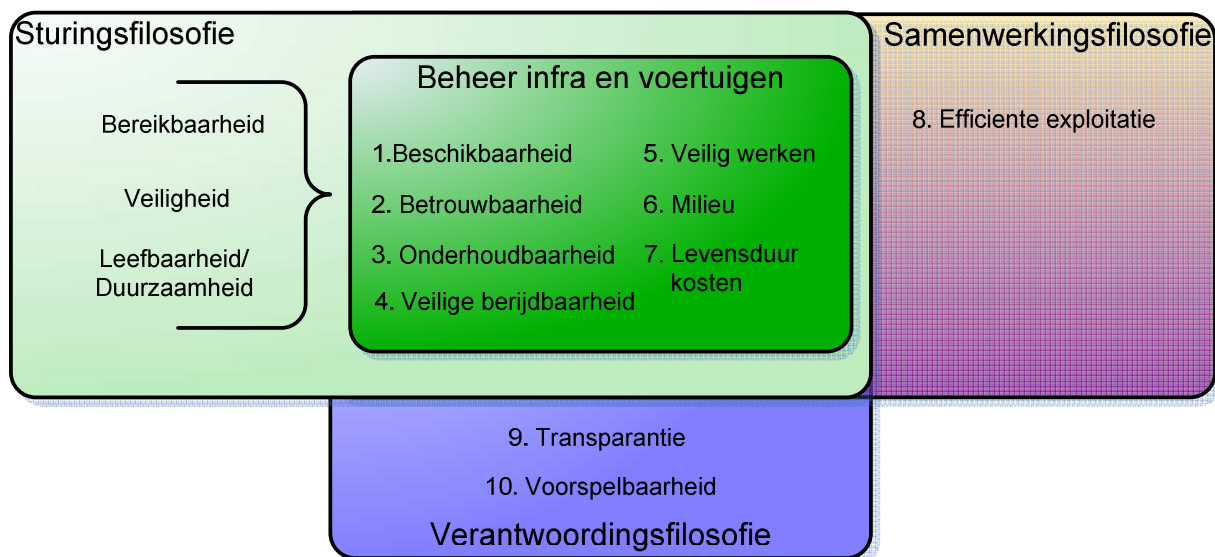 Sturingsfilosofie
Bereikbaarheid
Veiligheid
Leefbaarheid/
Duurzaamheid
Beheer infra en voertuigen
1.Beschikbaarheid
2. Betrouwbaarheid
3. Onderhoudbaarheid
4. Veilige berijdbaarheid
5. Veilig werken
6. Milieu
7. Levensduur
kosten
Samenwerkingsfilosofie
8. Efficiente exploitatie
9. Transparantie
10. Voorspelbaarheid
Verantwoordingsfilosofie